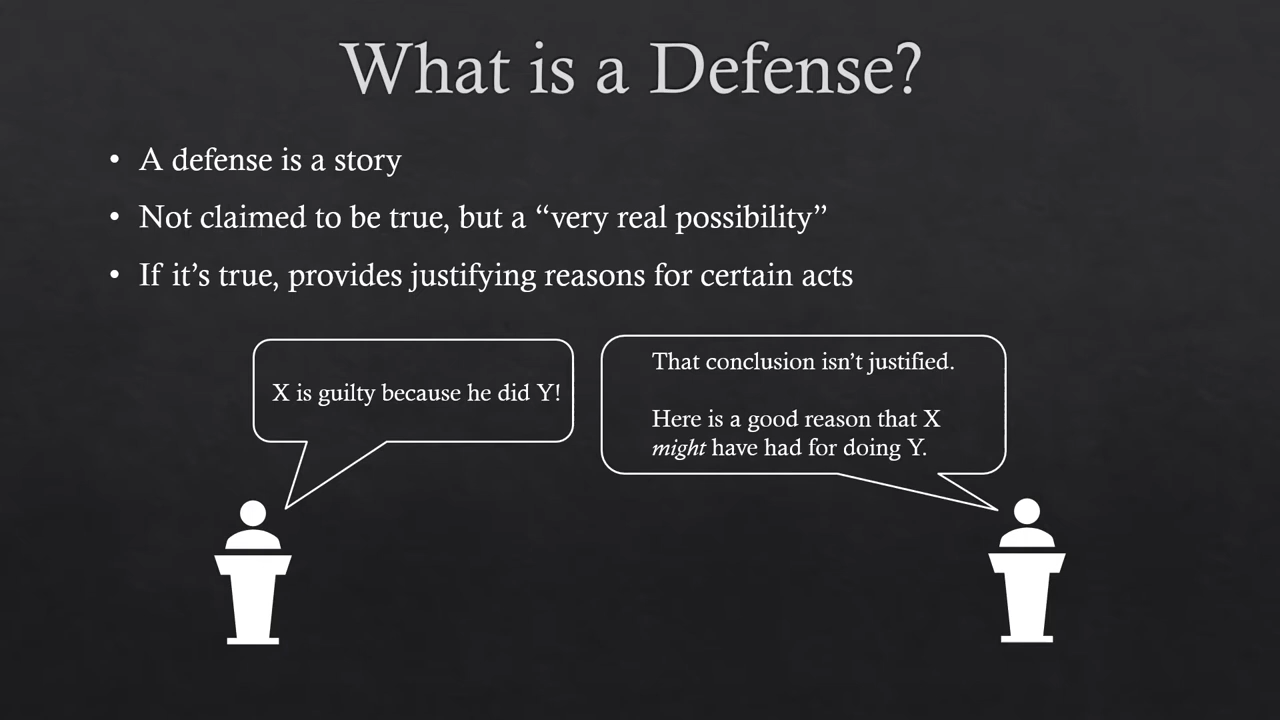 What is a Defense?
• A defense is a story
• Not claimed to be true, but a “very real possibility”
• If it’s true, provides justifying reasons for certain acts
X is guilty because he did Y!
That conclusion isn’t justified.
Here is a good reason that X
might have had for doing Y.